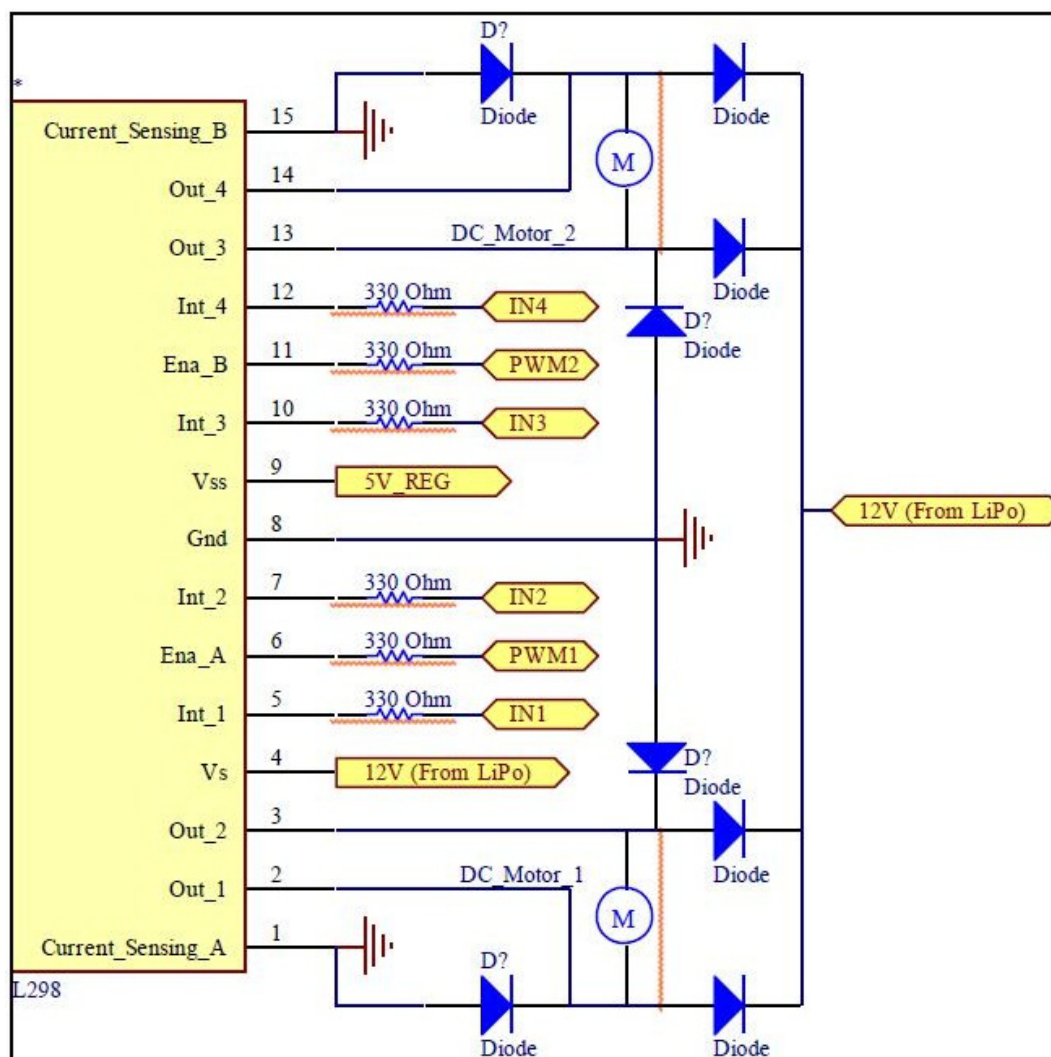 *
Current_Sensing_B
15
Out_4
14
Out_3
13
Int_4
12
Ena_B
11
Int_3
10
Vss
9
Gnd
8
Int_2
7
Ena_A
6
Int_1
5
Vs
4
Out_2
3
Out_1
2
Current_Sensing_A
1
L298
D?
Diode
Diode
M
DC_Motor_2
Diode
330 Ohm
IN4
D?
Diode
330 Ohm
PWM2
330 Ohm
IN3
5V_REG
12V (From LiPo)
330 Ohm
IN2
330 Ohm
PWM1
330 Ohm
IN1
12V (From LiPo)
D?
Diode
Diode
DC_Motor_1
M
D?
Diode
Diode